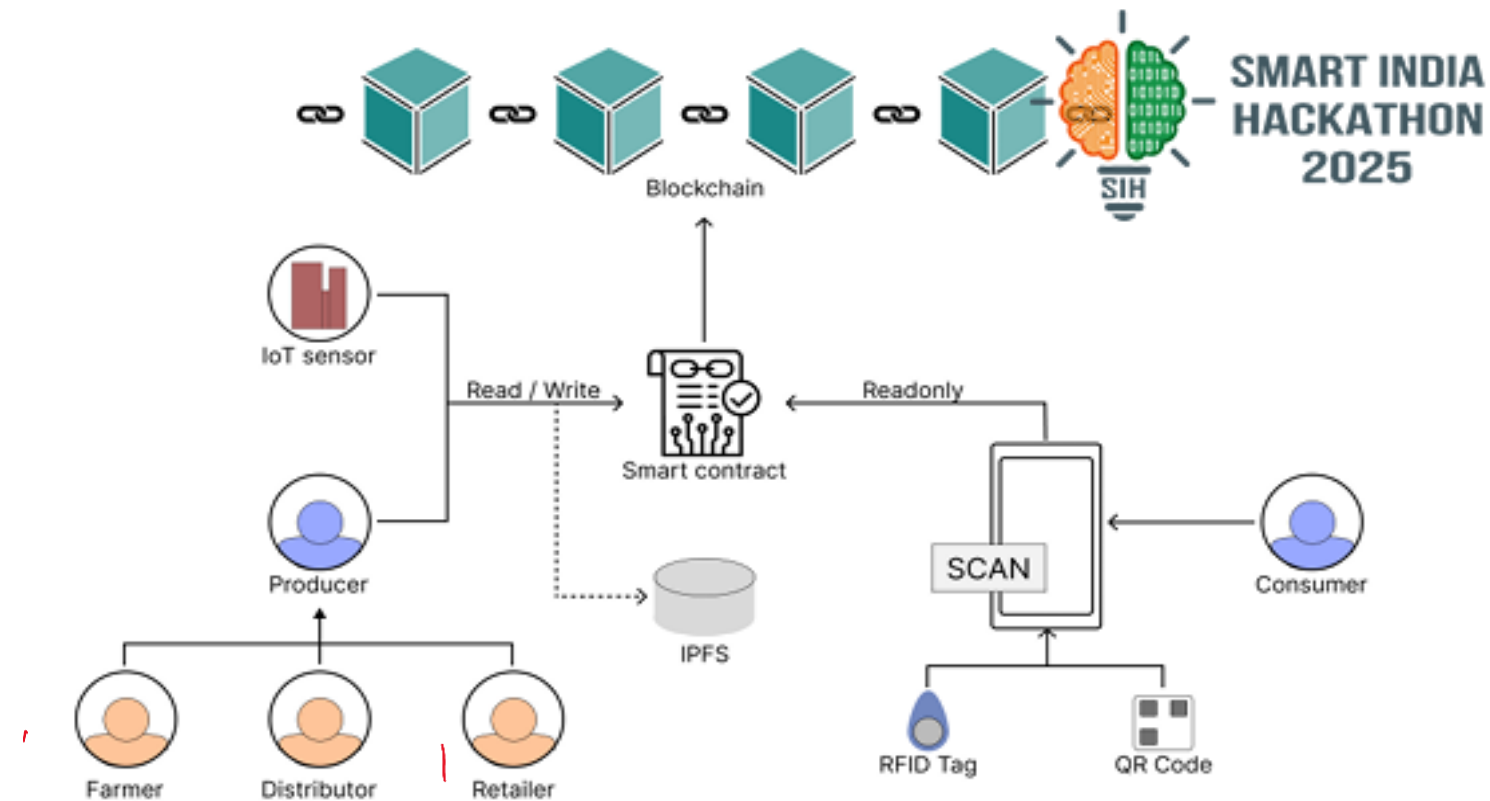 SMART INDIA
HACKATHON
2025
SIH
Blockchain
IoT sensor
Read / Write
Readonly
Smart contract
SCAN
Producer
Consumer
IPFS
RFID Tag
QR Code
Farmer
Distributor
Retailer